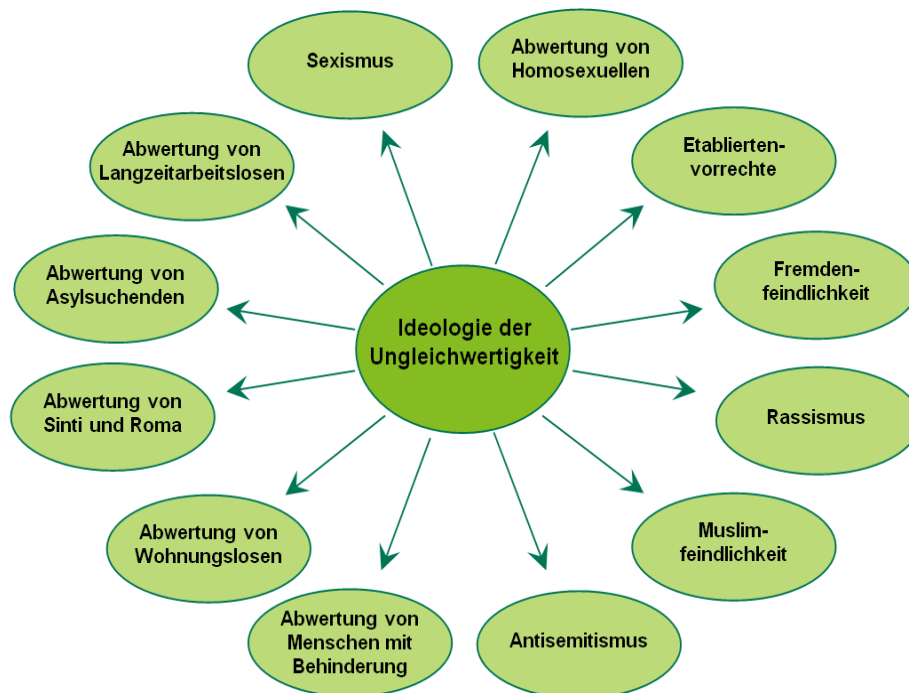 Sexismus
Abwertung von
Homosexuellen
Etablierten-
vorrechte
Fremden-
feindlichkeit
Rassismus
Muslim-
feindlichkeit
Antisemitismus
Abwertung von
Menschen mit
Behinderung
Abwertung von
Wohnungslosen
Abwertung von
Sinti und Roma
Abwertung von
Asylsuchenden
Abwertung von
Langzeitarbeitslosen
Ideologie der
Ungleichwertigkeit